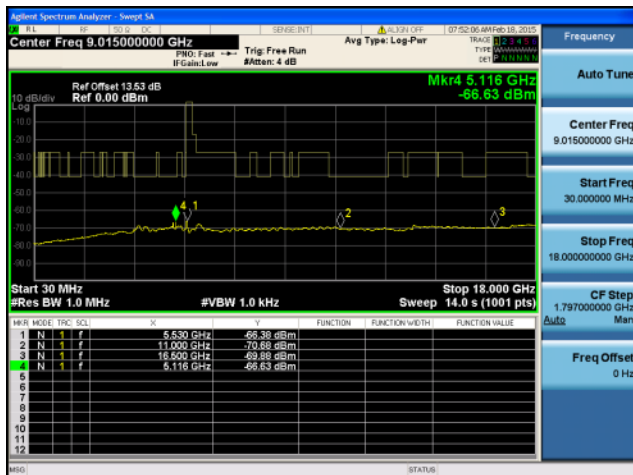 Agilent Spectrum Analyzer - Swept SA
RL RF 50 Ω DC SENSE:INT ALIGN OFF 07:52:06 AM Feb 18, 2015
Center Freq 9.015000000 GHz
PNO: Fast
IFGain:Low
Trig: Free Run
#Atten: 4 dB
Avg Type: Log-Pwr
TRACE 1 2 3 4 5 6
TYPE
DET P N N N N N
Ref Offset 13.53 dB
10 dB/div Ref 0.00 dBm
Log
Mkr4 5.116 GHz
-66.63 dBm
-10.0
-20.0
-30.0
-40.0
-50.0
-60.0
-70.0
-80.0
-90.0
4 1 2 3
Start 30 MHz Stop 18.000 GHz
#Res BW 1.0 MHz #VBW 1.0 kHz Sweep 14.0 s (1001 pts)
MKR MODE TRC SCL X Y FUNCTION FUNCTION WIDTH FUNCTION VALUE
1 N 1 f 5.530 GHz -66.38 dBm
2 N 1 f 11.000 GHz -70.68 dBm
3 N 1 f 16.500 GHz -69.88 dBm
4 N 1 f 5.116 GHz -66.63 dBm
5
6
7
8
9
10
11
12
MSG STATUS
Frequency
Auto Tune
Center Freq
9.015000000 GHz
Start Freq
30.000000 MHz
Stop Freq
18.000000000 GHz
CF Step
1.797000000 GHz
Auto Man
Freq Offset
0 Hz